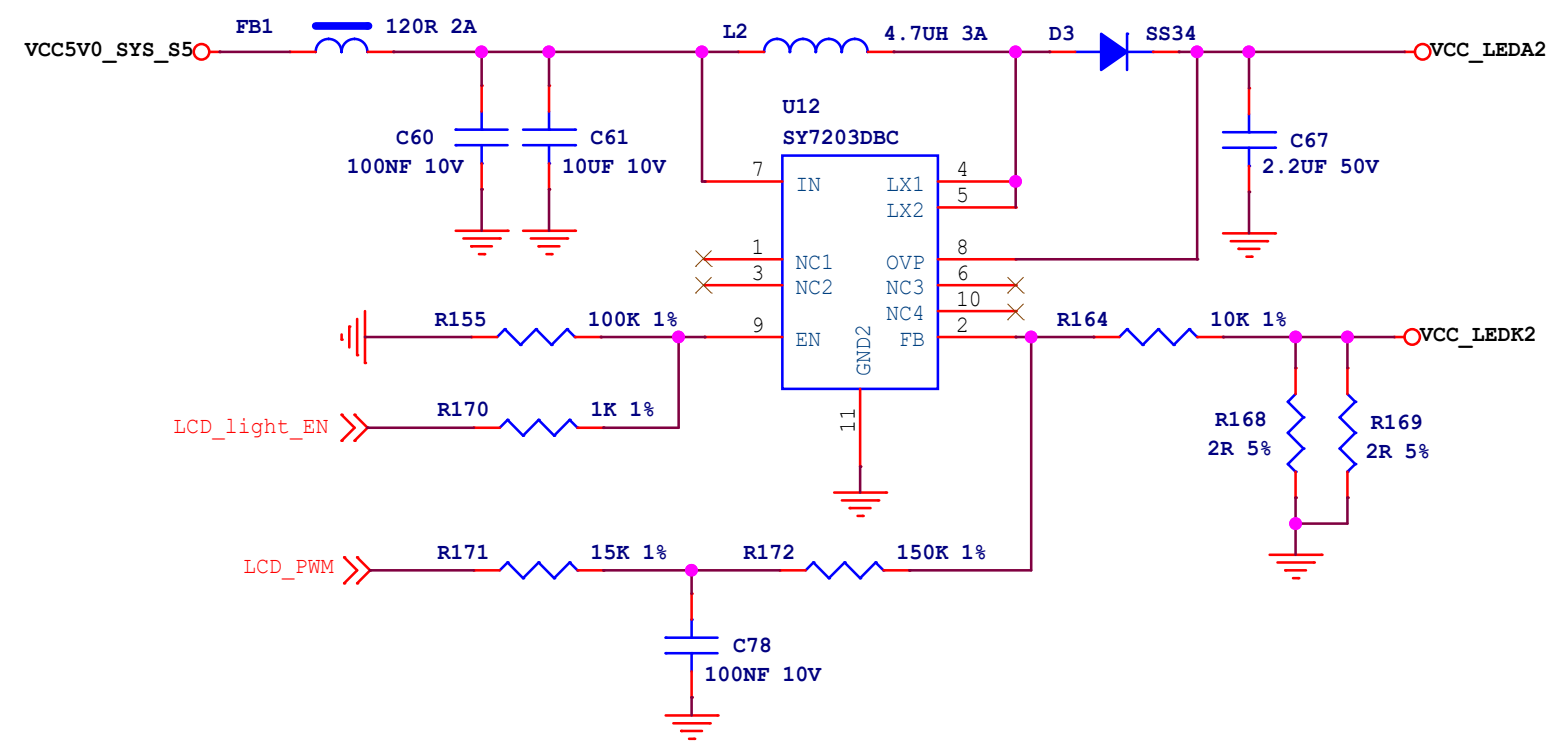 FB1 120R 2A L2 4.7UH 3A D3 SS34
VCC5V0_SYS_S5 VCC_LEDA2
U12
SY7203DBC
C60 C61 C67
100NF 10V 10UF 10V 2.2UF 50V
7 IN LX1 4
LX2 5
1 NC1 OVP 8
3 NC2 NC3 6
NC4 10
R155 100K 1% 9 EN GND2 FB 2 R164 10K 1% VCC_LEDK2
11
LCD_light_EN R170 1K 1%
R168 R169
2R 5% 2R 5%
LCD_PWM R171 15K 1% R172 150K 1%
C78
100NF 10V